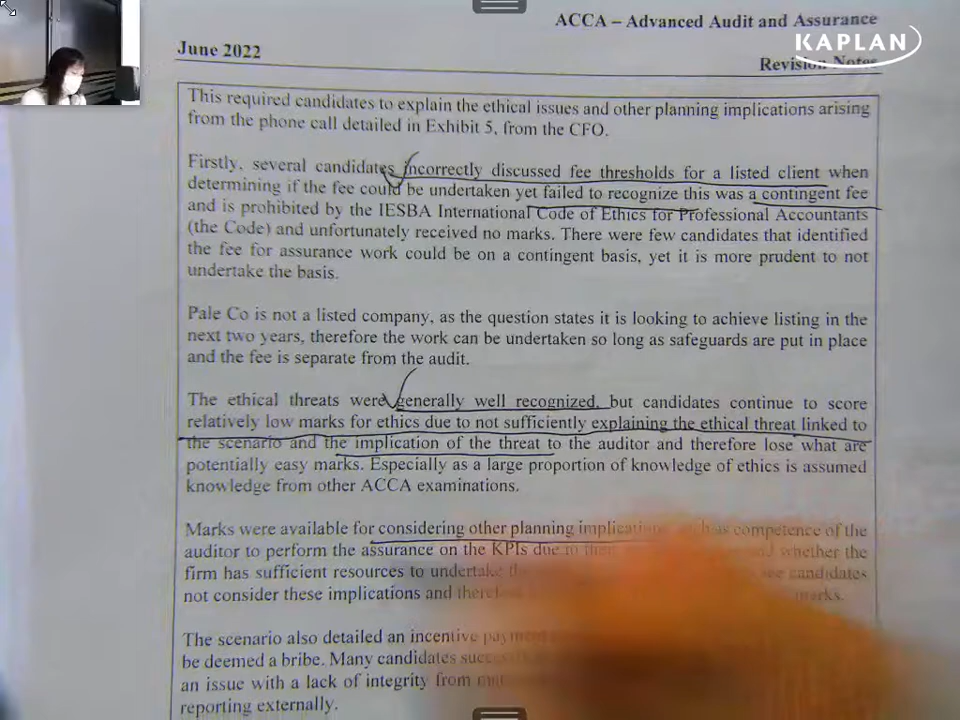 ACCA – Advanced Audit and Assurance
KAPLAN
June 2022
Revision Notes
This required candidates to explain the ethical issues and other planning implications arising
from the phone call detailed in Exhibit 5, from the CFO.
Firstly, several candidates incorrectly discussed fee thresholds for a listed client when
determining if the fee could be undertaken yet failed to recognize this was a contingent fee
and is prohibited by the IESBA International Code of Ethics for Professional Accountants
(the Code) and unfortunately received no marks. There were few candidates that identified
the fee for assurance work could be on a contingent basis, yet it is more prudent to not
undertake the basis.
Pale Co is not a listed company, as the question states it is looking to achieve listing in the
next two years, therefore the work can be undertaken so long as safeguards are put in place
and the fee is separate from the audit.
The ethical threats were generally well recognized, but candidates continue to score
relatively low marks for ethics due to not sufficiently explaining the ethical threat linked to
the scenario and the implication of the threat to the auditor and therefore lose what are
potentially easy marks. Especially as a large proportion of knowledge of ethics is assumed
knowledge from other ACCA examinations.
Marks were available for considering other planning implications competence of the
auditor to perform the assurance on the KPIs due to whether the
firm has sufficient resources to undertake candidates
not consider these implications and marks.
The scenario also detailed an incentive
be deemed a bribe. Many candidates
an issue with a lack of integrity from
reporting externally.